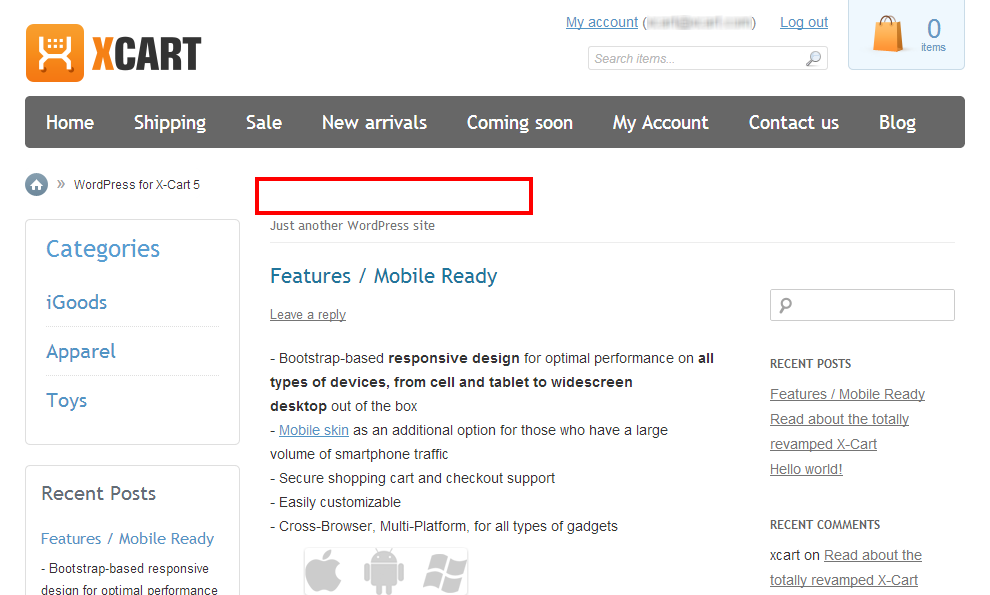 XCART
My account ( ) Log out
Search items...
0
items
Home Shipping Sale New arrivals Coming soon My Account Contact us Blog
» WordPress for X-Cart 5
Just another WordPress site
Categories
iGoods
Apparel
Toys
Features / Mobile Ready
Leave a reply
- Bootstrap-based responsive design for optimal performance on all
types of devices, from cell and tablet to widescreen
desktop out of the box
- Mobile skin as an additional option for those who have a large
volume of smartphone traffic
- Secure shopping cart and checkout support
- Easily customizable
- Cross-Browser, Multi-Platform, for all types of gadgets
RECENT POSTS
Features / Mobile Ready
Read about the totally
revamped X-Cart
Hello world!
RECENT COMMENTS
xcart on Read about the
totally revamped X-Cart
Recent Posts
Features / Mobile Ready
- Bootstrap-based responsive
design for optimal performance